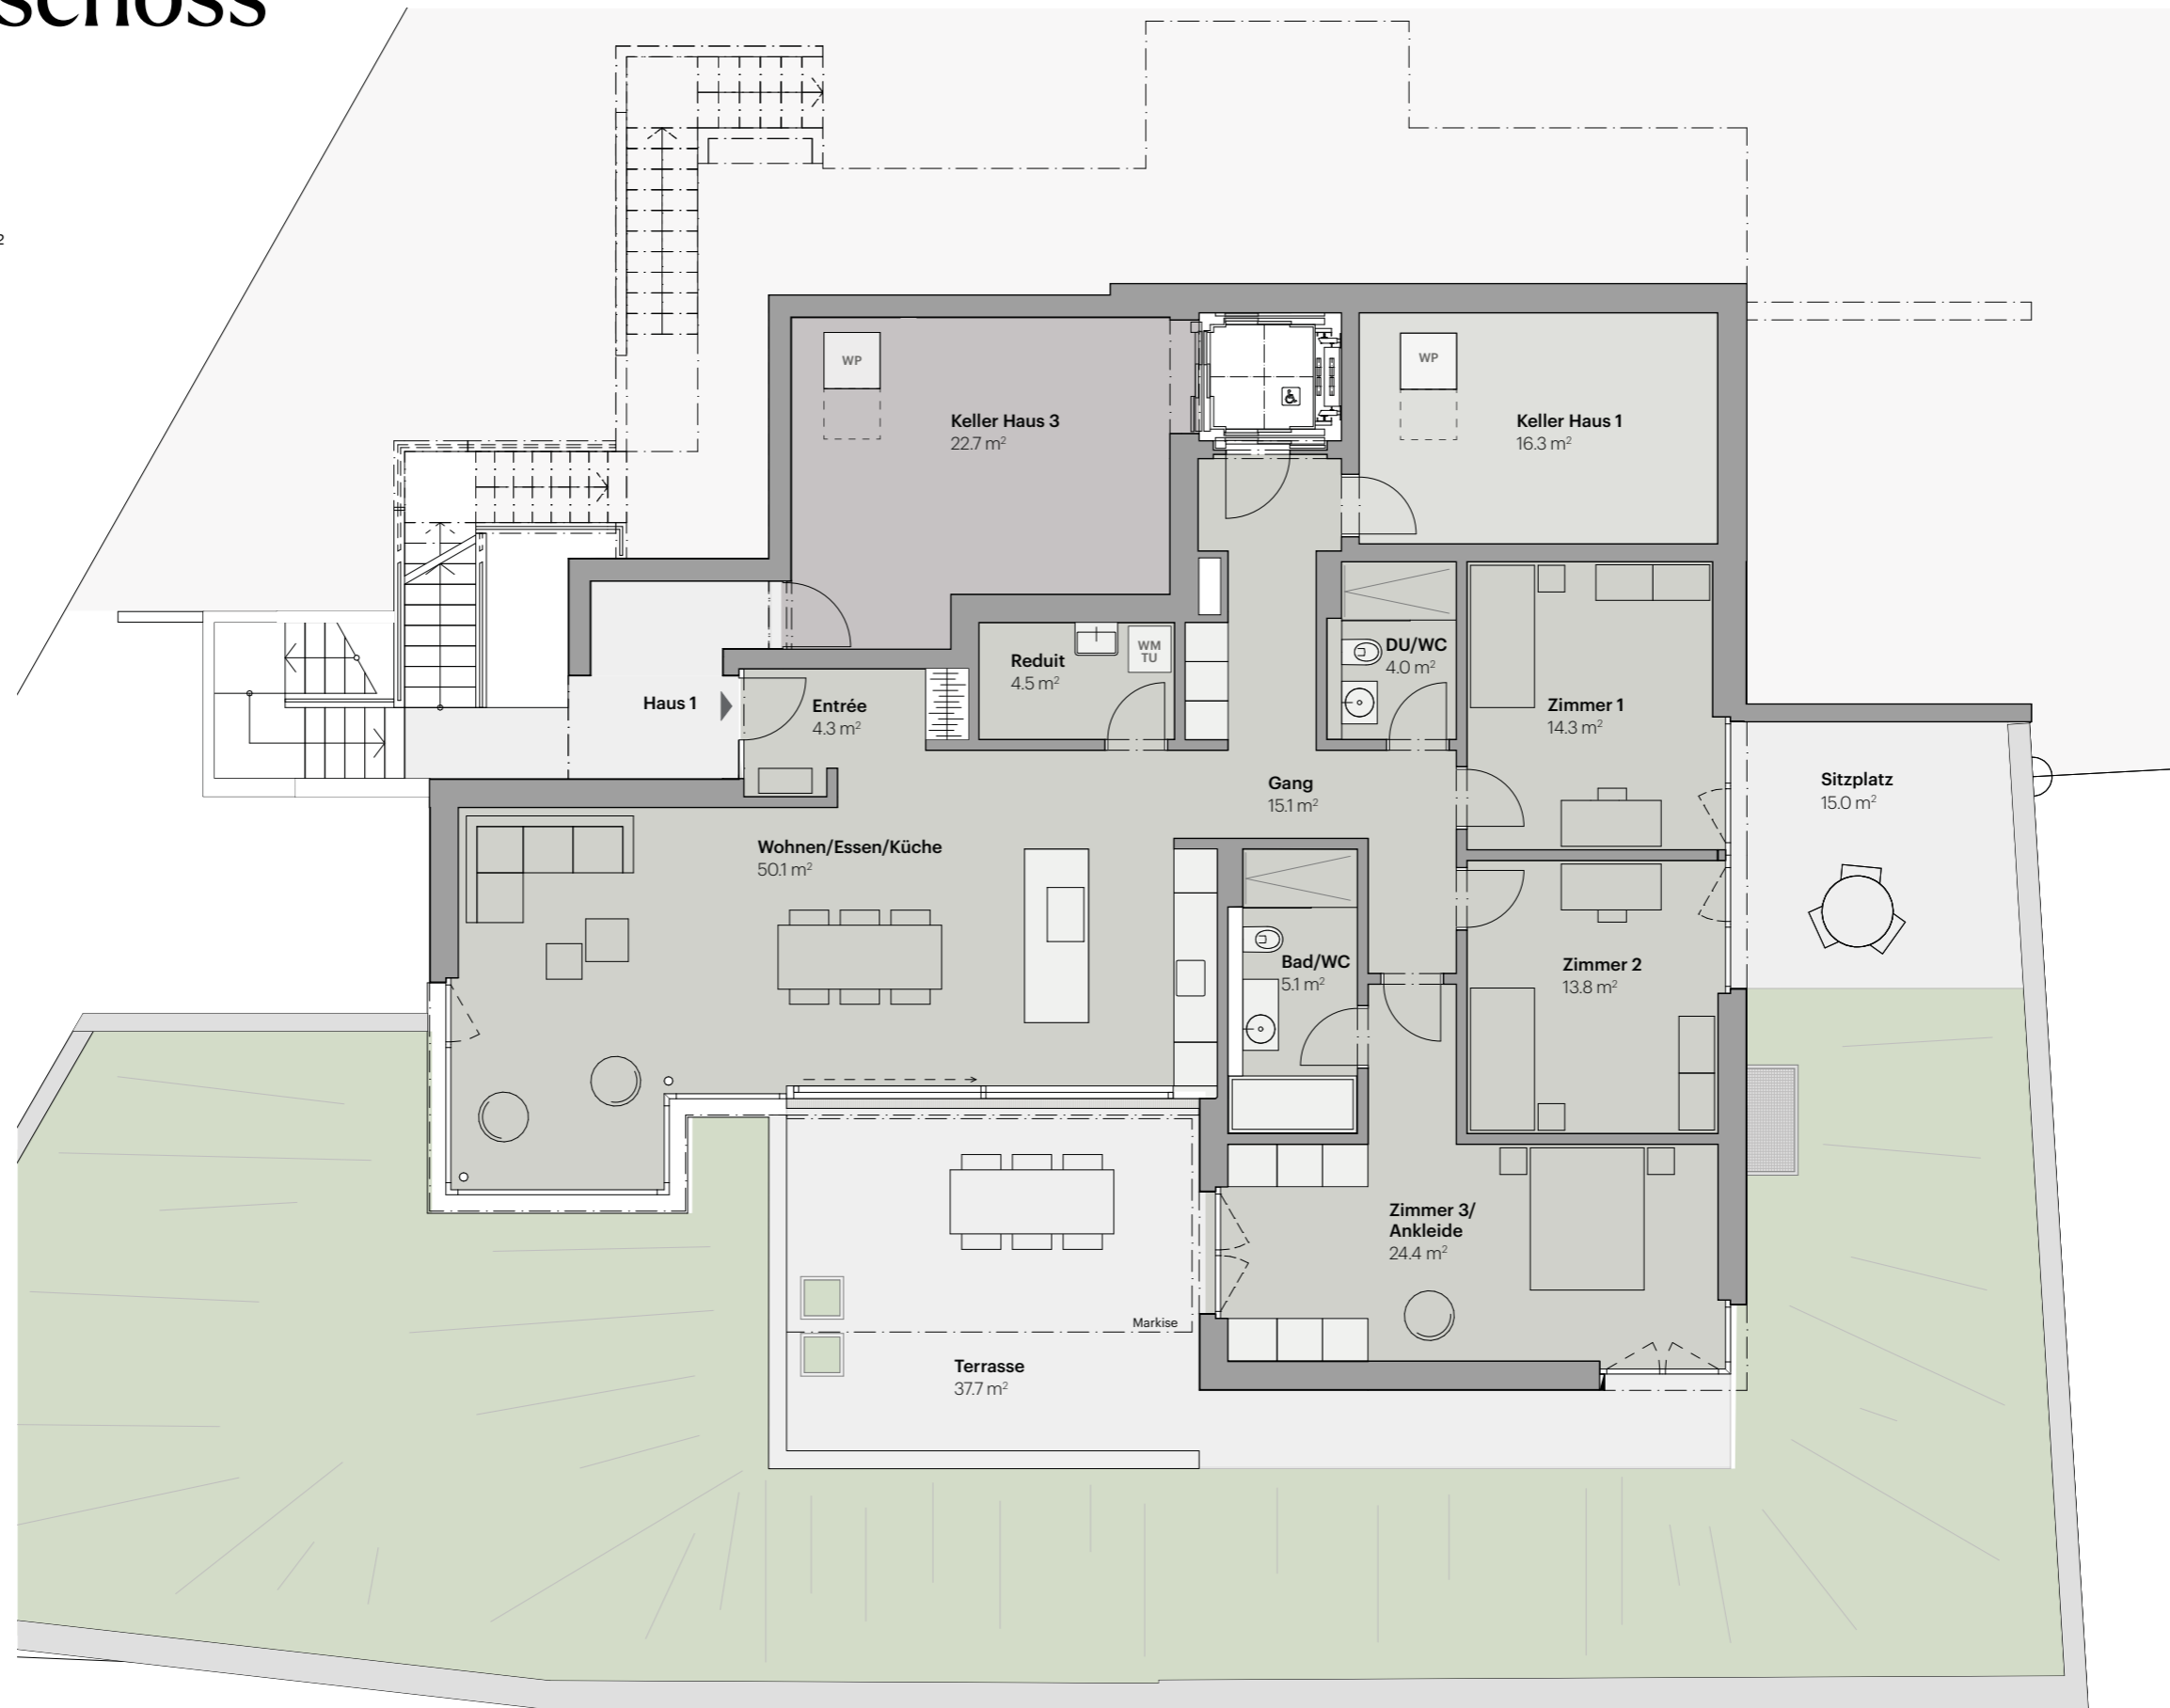 schoss
2
WP
Keller Haus 3
22.7 m²
WP
Keller Haus 1
16.3 m²
Reduit
4.5 m²
WM
TU
DU/WC
4.0 m²
Haus 1
Entrée
4.3 m²
Zimmer 1
14.3 m²
Gang
15.1 m²
Sitzplatz
15.0 m²
Wohnen/Essen/Küche
50.1 m²
Bad/WC
5.1 m²
Zimmer 2
13.8 m²
Zimmer 3/
Ankleide
24.4 m²
Markise
Terrasse
37.7 m²